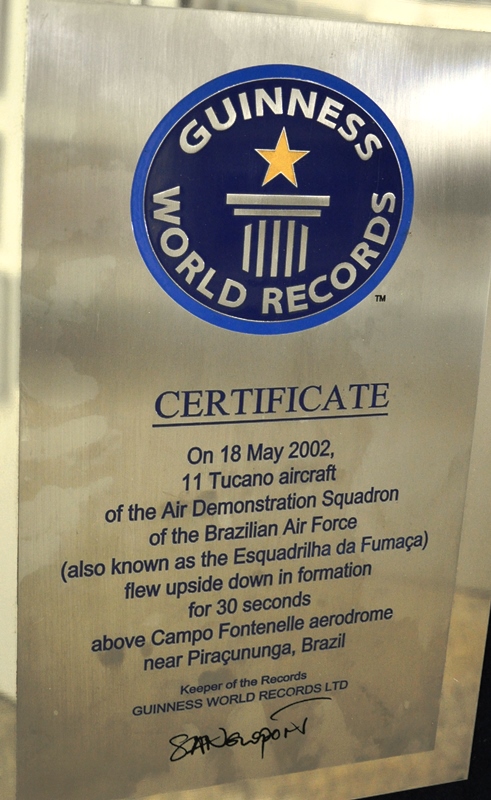 GUINNESS
WORLD RECORDS
TM
CERTIFICATE
On 18 May 2002,
11 Tucano aircraft
of the Air Demonstration Squadron
of the Brazilian Air Force
(also known as the Esquadrilha da Fumaça)
flew upside down in formation
for 30 seconds
above Campo Fontenelle aerodrome
near Piraçununga, Brazil
Keeper of the Records
GUINNESS WORLD RECORDS LTD